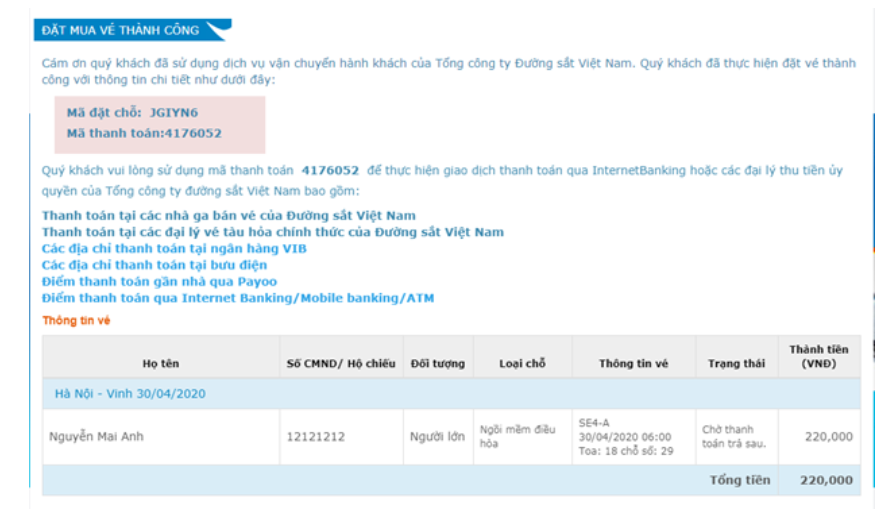 ĐẶT MUA VÉ THÀNH CÔNG
Cám ơn quý khách đã sử dụng dịch vụ vận chuyển hành khách của Tổng công ty Đường sắt Việt Nam. Quý khách đã thực hiện đặt vé thành
công với thông tin chi tiết như dưới đây:
Mã đặt chỗ: JGIYN6
Mã thanh toán:4176052
Quý khách vui lòng sử dụng mã thanh toán 4176052 để thực hiện giao dịch thanh toán qua InternetBanking hoặc các đại lý thu tiền ủy
quyền của Tổng công ty đường sắt Việt Nam bao gồm:
Thanh toán tại các nhà ga bán vé của Đường sắt Việt Nam
Thanh toán tại các đại lý vé tàu hỏa chính thức của Đường sắt Việt Nam
Các địa chỉ thanh toán tại ngân hàng VIB
Các địa chỉ thanh toán tại bưu điện
Điểm thanh toán gần nhà qua Payoo
Điểm thanh toán qua Internet Banking/Mobile banking/ATM
Thông tin vé
Họ tên Số CMND/ Hộ chiếu Đối tượng Loại chỗ Thông tin vé Trạng thái Thành tiền
(VNĐ)
Hà Nội - Vinh 30/04/2020
Nguyễn Mai Anh 12121212 Người lớn Ngồi mềm điều
hòa
SE4-A
30/04/2020 06:00
Toa: 18 chỗ số: 29
Chờ thanh
toán trả sau.
220,000
Tổng tiền 220,000